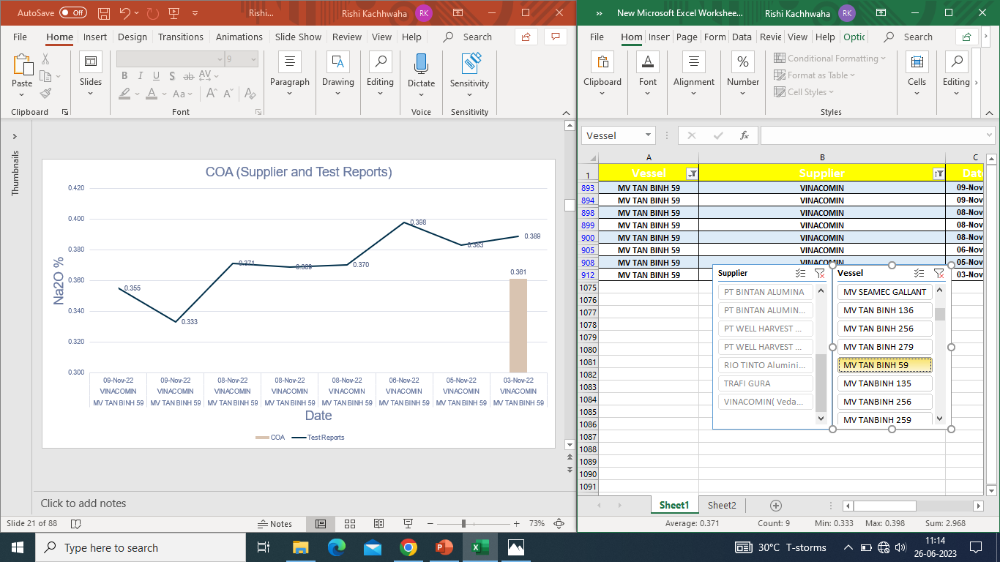 AutoSave Off Rishi... Rishi Kachhwaha RK
File Home Insert Design Transitions Animations Slide Show Review View Help Search
Paste Slides 9 B I U S ab AV Aa A A A Paragraph Drawing Editing Dictate Sensitivity
Clipboard Font Voice Sensitivity
Thumbnails
COA (Supplier and Test Reports)
Na2O %
0.420
0.400
0.380
0.360
0.340
0.320
0.300
0.355
0.333
0.371
0.369
0.370
0.398
0.383
0.389
0.361
09-Nov-22 09-Nov-22 08-Nov-22 08-Nov-22 08-Nov-22 06-Nov-22 05-Nov-22 03-Nov-22
VINACOMIN VINACOMIN VINACOMIN VINACOMIN VINACOMIN VINACOMIN VINACOMIN VINACOMIN
MV TAN BINH 59 MV TAN BINH 59 MV TAN BINH 59 MV TAN BINH 59 MV TAN BINH 59 MV TAN BINH 59 MV TAN BINH 59 MV TAN BINH 59
Date
COA Test Reports
Click to add notes
Slide 21 of 88 Notes 73%
New Microsoft Excel Workshee... Rishi Kachhwaha RK
File Hom Inser Page Form Data Revie View Help Optic Search
Clipboard Font Alignment Number Conditional Formatting Format as Table Cell Styles Cells Editing
Styles
Vessel fx
A B C
1 Vessel Supplier Dat
893 MV TAN BINH 59 VINACOMIN 09-Nov
894 MV TAN BINH 59 VINACOMIN 09-Nov
898 MV TAN BINH 59 VINACOMIN 08-Nov
899 MV TAN BINH 59 VINACOMIN 08-Nov
900 MV TAN BINH 59 VINACOMIN 08-Nov
905 MV TAN BINH 59 VINACOMIN 06-Nov
908 MV TAN BINH 59 VINACOMIN 05-Nov
912 MV TAN BINH 59 03-Nov
1075
1076
1077
1078
1079
1080
1081
1082
1083
1084
1085
1086
1087
1088
1089
1090
1091
Supplier
PT BINTAN ALUMINA
PT BINTAN ALUMIN...
PT WELL HARVEST ...
PT WELL HARVEST ...
RIO TINTO Alumini...
TRAFI GURA
VINACOMIN( Veda...
Vessel
MV SEAMEC GALLANT
MV TAN BINH 136
MV TAN BINH 256
MV TAN BINH 279
MV TAN BINH 59
MV TANBINH 135
MV TANBINH 256
MV TANBINH 259
Sheet1 Sheet2
Average: 0.371 Count: 9 Min: 0.333 Max: 0.398 Sum: 2.968
Type here to search 30°C T-storms 11:14
26-06-2023